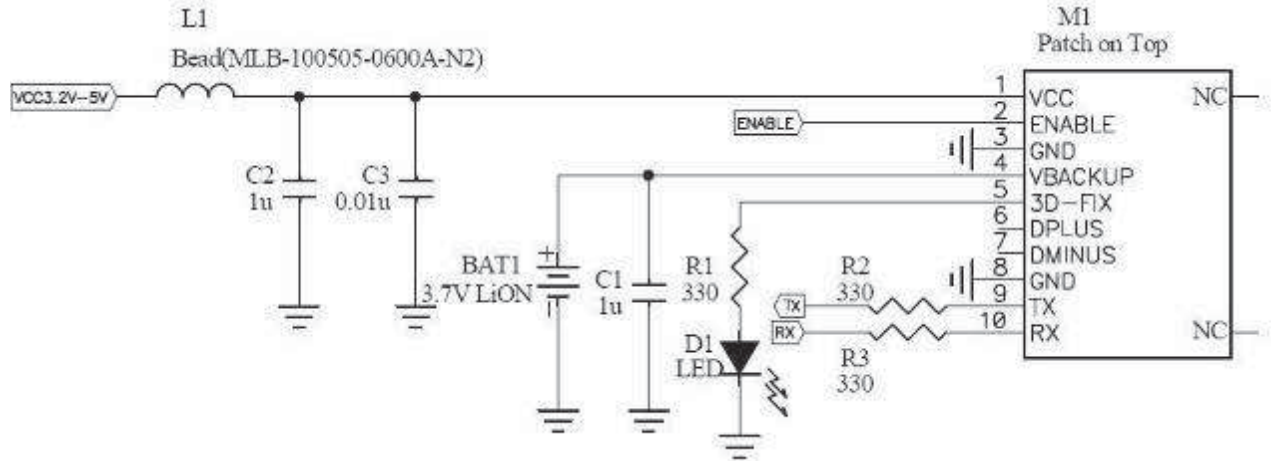 L1
Bead(MLB-100505-0600A-N2)
VCC3.2V-5V
C2
1u
C3
0.01u
BAT1
3.7V LiON
+
C1
1u
R1
330
D1
LED
ENABLE
TX
RX
R2
330
R3
330
M1
Patch on Top
1 VCC NC
2 ENABLE
3 GND
4 VBACKUP
5 3D-FIX
6 DPLUS
7 DMINUS
8 GND
9 TX
10 RX NC